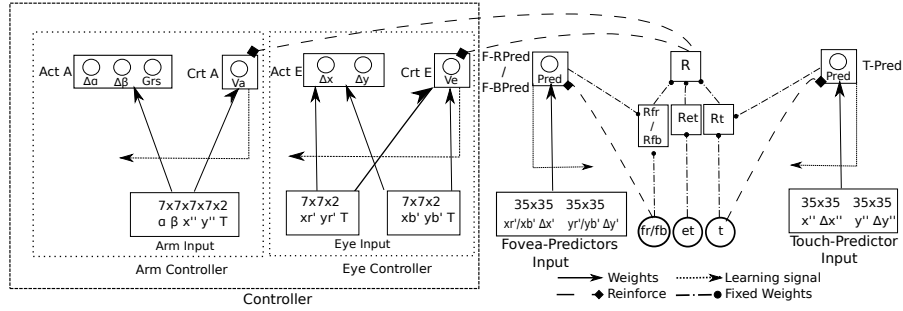 Act A
Δα Δβ Grs
Crt A
Va
Act E
Δx Δy
Crt E
Ve
F-RPred
/
F-BPred
Pred
R
Pred
T-Pred
Rfr
/
Rfb
Ret
Rt
7x7x7x7x2
α β x'' y'' T
Arm Input
Arm Controller
7x7x2
xr' yr' T
7x7x2
xb' yb' T
Eye Input
Eye Controller
Controller
35x35 35x35
xr'/xb' Δx' yr'/yb' Δy'
Fovea-Predictors
Input
fr/fb
et
t
35x35 35x35
x'' Δx'' y'' Δy''
Touch-Predictor
Input
Weights
Learning signal
Reinforce
Fixed Weights